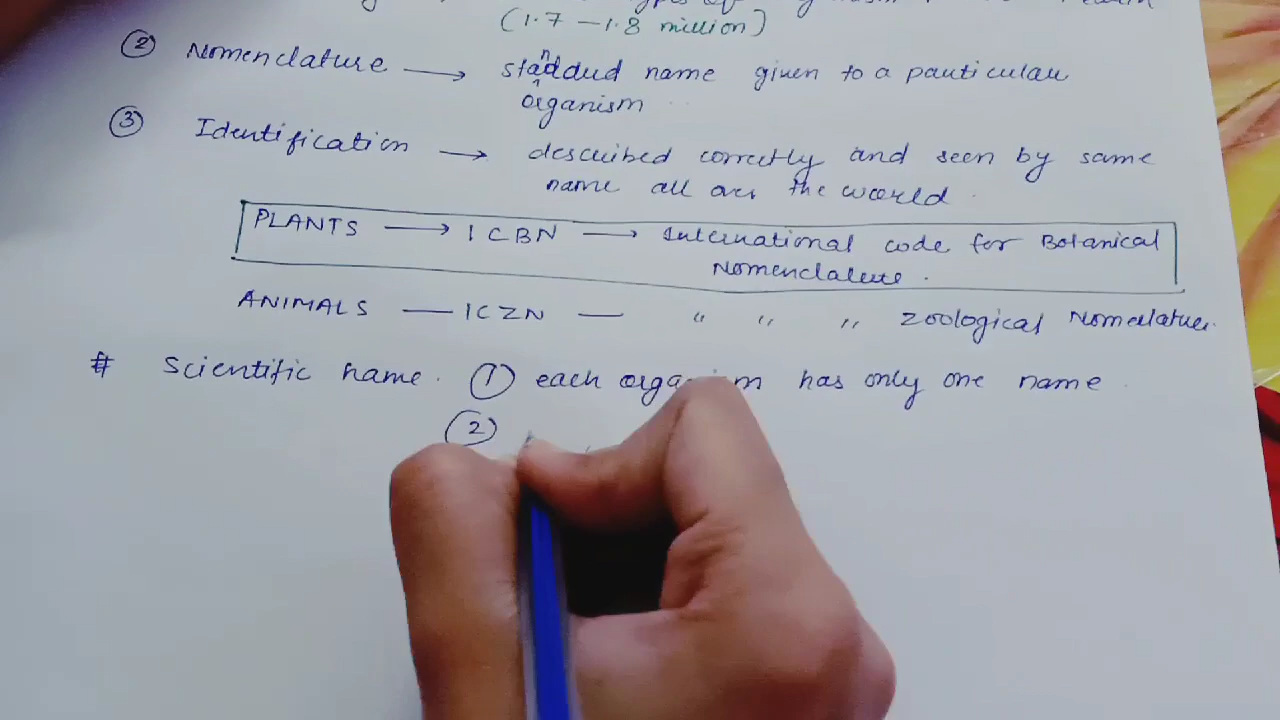 (1.7 – 1.8 million)
② Nomenclature → standdud name given to a particular
organism
③ Identification → described correctly and seen by same
name all over the world.
PLANTS → ICBN → International code for Botanical
Nomenclature.
ANIMALS — ICZN — " " " Zoological Nomenclature.
# Scientific name. ① each organism has only one name.
②